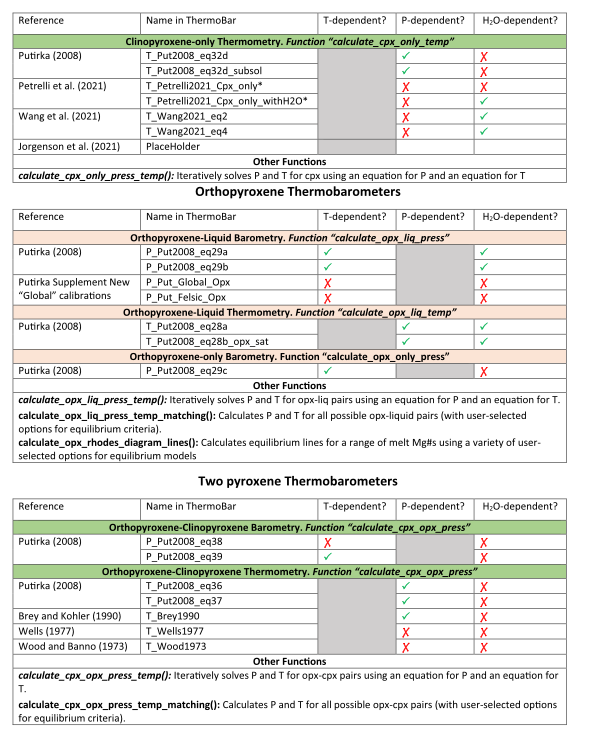 Reference Name in ThermoBar T-dependent? P-dependent? H₂O-dependent?
Clinopyroxene-only Thermometry. Function “calculate_cpx_only_temp”
Putirka (2008) T_Put2008_eq32d ✓ ✗
T_Put2008_eq32d_subsol ✓ ✗
Petrelli et al. (2021) T_Petrelli2021_Cpx_only* ✗ ✗
T_Petrelli2021_Cpx_only_withH2O* ✗ ✓
Wang et al. (2021) T_Wang2021_eq2 ✗ ✓
T_Wang2021_eq4 ✗ ✓
Jorgenson et al. (2021) PlaceHolder
Other Functions
calculate_cpx_only_press_temp(): Iteratively solves P and T for cpx using an equation for P and an equation for T
Orthopyroxene Thermobarometers
Reference Name in ThermoBar T-dependent? P-dependent? H₂O-dependent?
Orthopyroxene-Liquid Barometry. Function “calculate_opx_liq_press”
Putirka (2008) P_Put2008_eq29a ✓ ✓
P_Put2008_eq29b ✓ ✓
Putirka Supplement New P_Put_Global_Opx ✗ ✗
“Global” calibrations P_Put_Felsic_Opx ✗ ✗
Orthopyroxene-Liquid Thermometry. Function “calculate_opx_liq_temp”
Putirka (2008) T_Put2008_eq28a ✓ ✓
T_Put2008_eq28b_opx_sat ✓ ✓
Orthopyroxene-only Barometry. Function “calculate_opx_only_press”
Putirka (2008) P_Put2008_eq29c ✓ ✗
Other Functions
calculate_opx_liq_press_temp(): Iteratively solves P and T for opx-liq pairs using an equation for P and an equation for T.
calculate_opx_liq_press_temp_matching(): Calculates P and T for all possible opx-liquid pairs (with user-selected
options for equilibrium criteria).
calculate_opx_rhodes_diagram_lines(): Calculates equilibrium lines for a range of melt Mg#s using a variety of user-
selected options for equilibrium models
Two pyroxene Thermobarometers
Reference Name in ThermoBar T-dependent? P-dependent? H₂O-dependent?
Orthopyroxene-Clinopyroxene Barometry. Function “calculate_cpx_opx_press”
Putirka (2008) P_Put2008_eq38 ✗ ✗
P_Put2008_eq39 ✓ ✗
Orthopyroxene-Clinopyroxene Thermometry. Function “calculate_cpx_opx_press”
Putirka (2008) T_Put2008_eq36 ✓ ✗
T_Put2008_eq37 ✓ ✗
Brey and Kohler (1990) T_Brey1990 ✓ ✗
Wells (1977) T_Wells1977 ✗ ✗
Wood and Banno (1973) T_Wood1973 ✗ ✗
Other Functions
calculate_cpx_opx_press_temp(): Iteratively solves P and T for opx-cpx pairs using an equation for P and an equation for
T.
calculate_cpx_opx_press_temp_matching(): Calculates P and T for all possible opx-cpx pairs (with user-selected options
for equilibrium criteria).